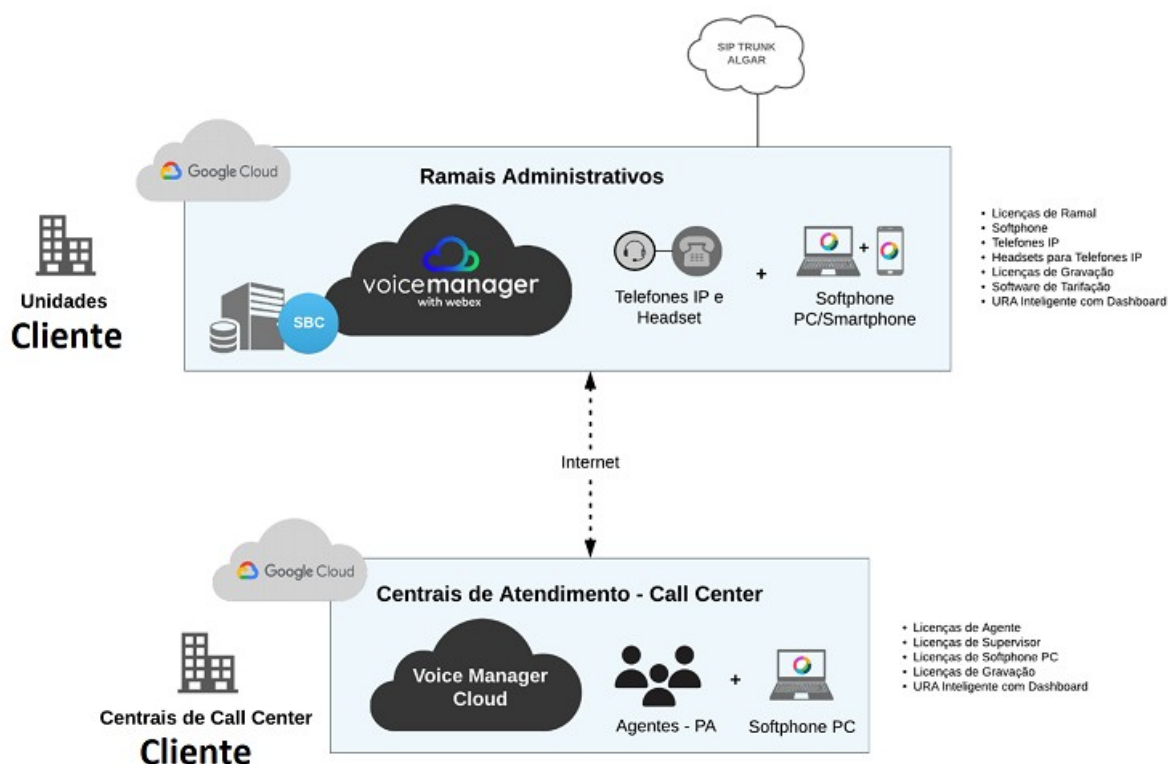 SIP TRUNK
ALGAR
Google Cloud
Ramais Administrativos
Unidades
Cliente
SBC
voicemanager
with webex
Telefones IP e
Headset
+
+
Softphone
PC/Smartphone
• Licenças de Ramal
• Softphone
• Telefones IP
• Headsets para Telefones IP
• Licenças de Gravação
• Software de Tarifação
• URA Inteligente com Dashboard
Internet
Google Cloud
Centrais de Atendimento - Call Center
Centrais de Call Center
Cliente
Voice Manager
Cloud
Agentes - PA
+
Softphone PC
• Licenças de Agente
• Licenças de Supervisor
• Licenças de Softphone PC
• Licenças de Gravação
• URA Inteligente com Dashboard